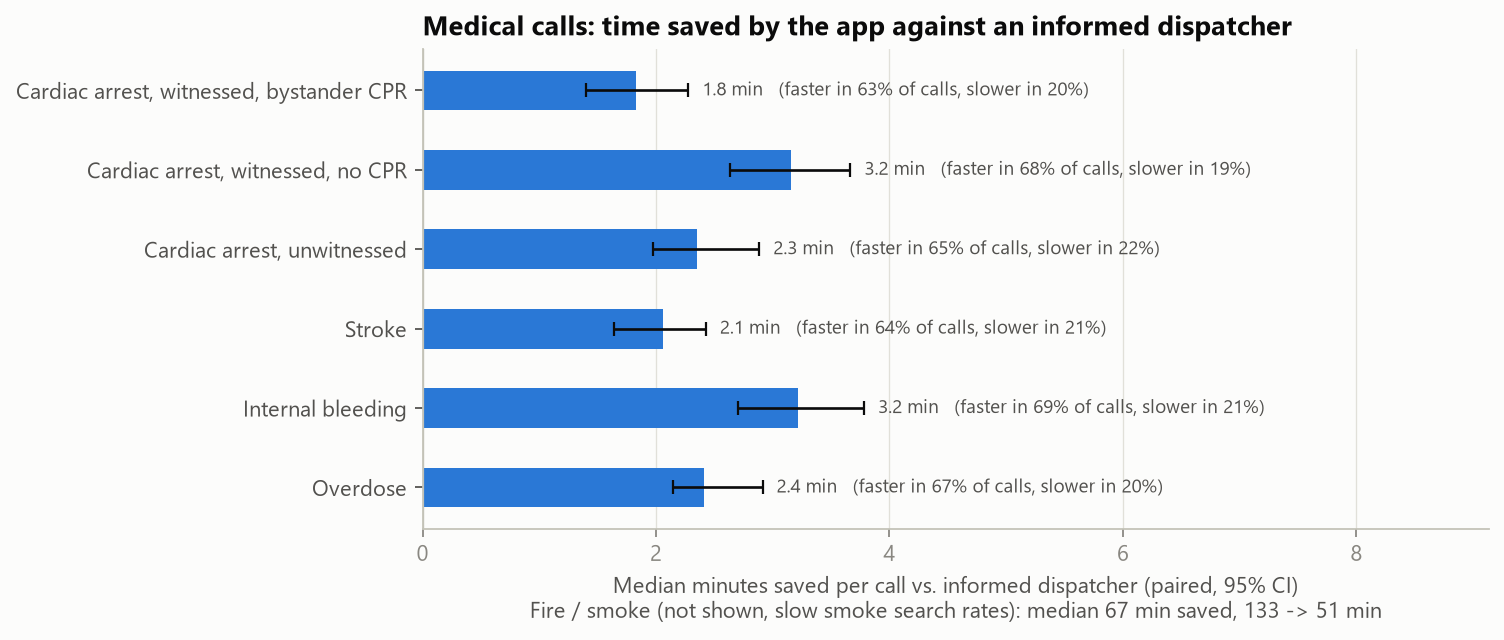 Medical calls: time saved by the app against an informed dispatcher
Cardiac arrest, witnessed, bystander CPR
1.8 min (faster in 63% of calls, slower in 20%)
Cardiac arrest, witnessed, no CPR
3.2 min (faster in 68% of calls, slower in 19%)
Cardiac arrest, unwitnessed
2.3 min (faster in 65% of calls, slower in 22%)
Stroke
2.1 min (faster in 64% of calls, slower in 21%)
Internal bleeding
3.2 min (faster in 69% of calls, slower in 21%)
Overdose
2.4 min (faster in 67% of calls, slower in 20%)
0 2 4 6 8
Median minutes saved per call vs. informed dispatcher (paired, 95% CI)
Fire / smoke (not shown, slow smoke search rates): median 67 min saved, 133 -> 51 min